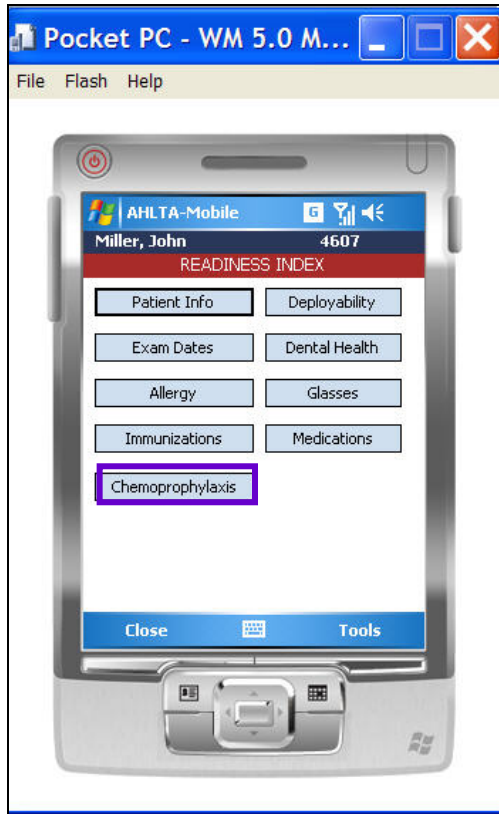 Pocket PC - WM 5.0 M...
File Flash Help
AHLTA-Mobile G
Miller, John 4607
READINESS INDEX
Patient Info Deployability
Exam Dates Dental Health
Allergy Glasses
Immunizations Medications
Chemoprophylaxis
Close Tools